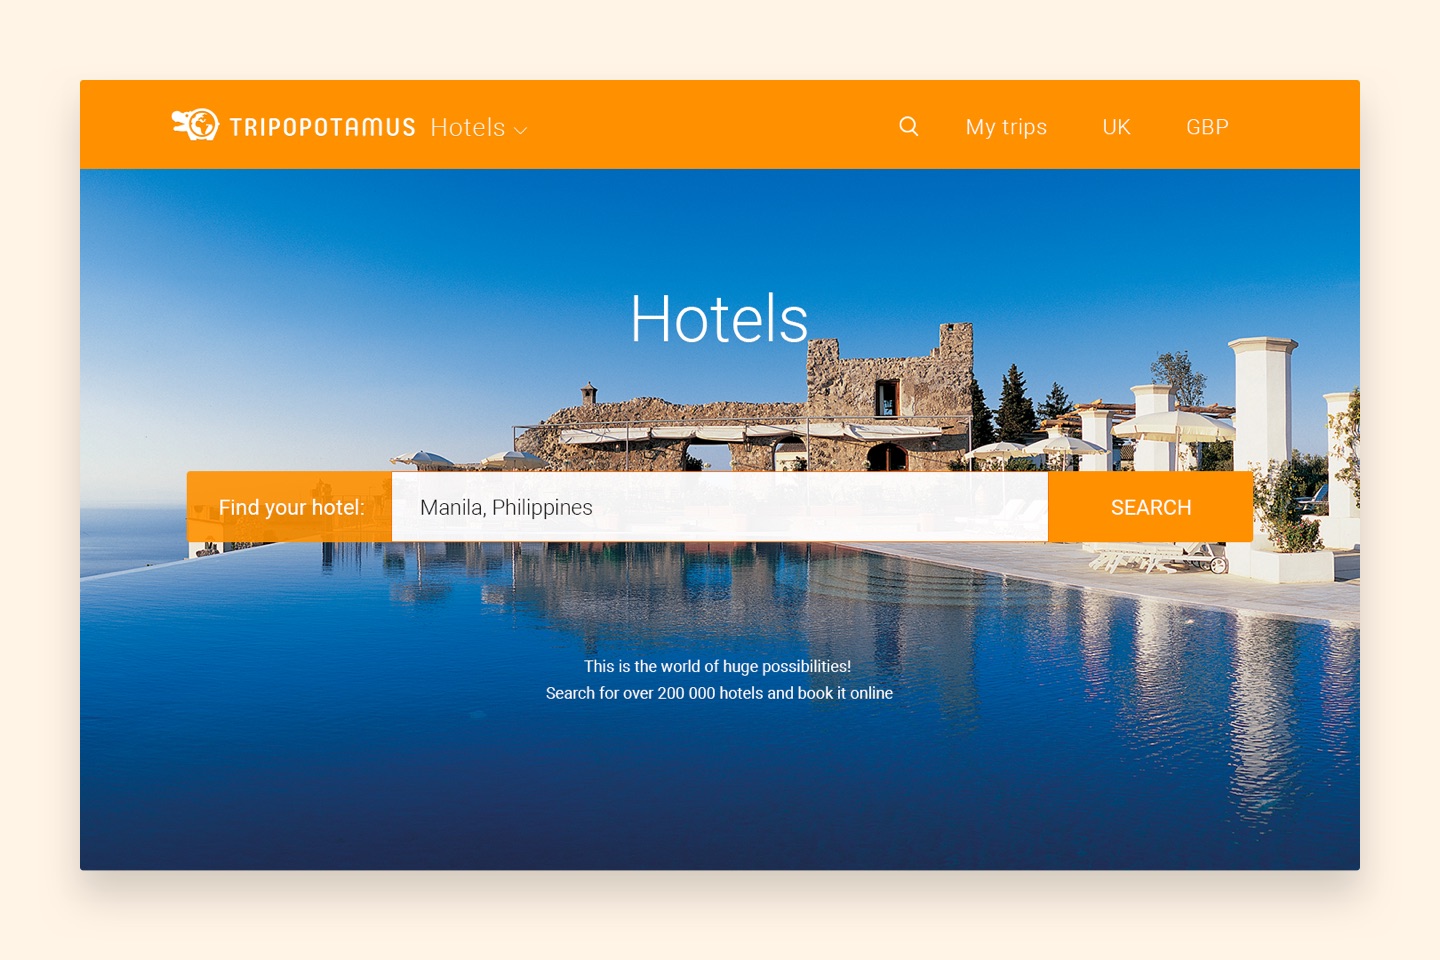 TRIPOPOTAMUS Hotels My trips UK GBP
Hotels
Find your hotel: Manila, Philippines SEARCH
This is the world of huge possibilities!
Search for over 200 000 hotels and book it online